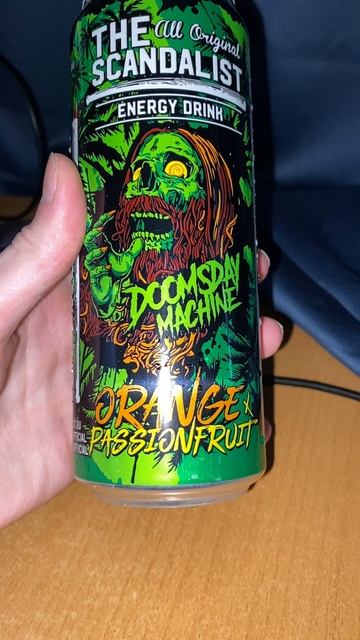 THE All Original
SCANDALIST
ENERGY DRINK
DOOMSDAY
MACHINE
ORANGE X
PASSIONFRUIT